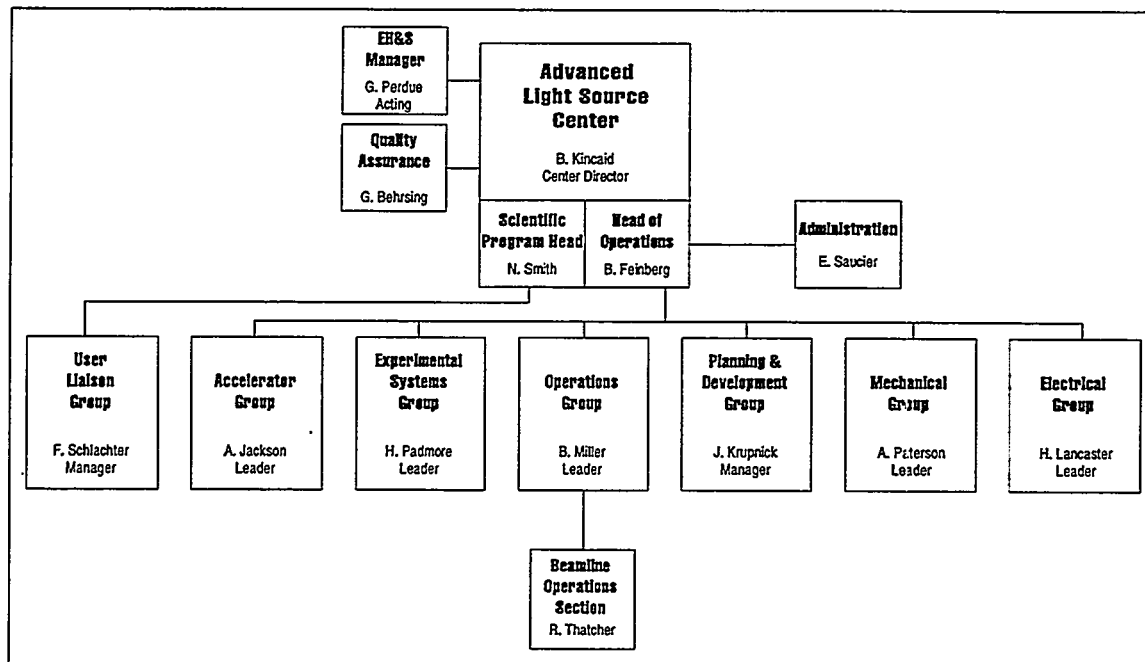 EH&S
Manager
G. Perdue
Acting
Advanced
Light Source
Center
B. Kincaid
Center Director
Quality
Assurance
G. Behrsing
Scientific
Program Head
N. Smith
Head of
Operations
B. Feinberg
Administration
E. Saucier
User
Liaison
Group
F. Schlachter
Manager
Accelerator
Group
A. Jackson
Leader
Experimental
Systems
Group
H. Padmore
Leader
Operations
Group
B. Miller
Leader
Planning &
Development
Group
J. Krupnick
Manager
Mechanical
Group
A. Paterson
Leader
Electrical
Group
H. Lancaster
Leader
Beamline
Operations
Section
R. Thatcher